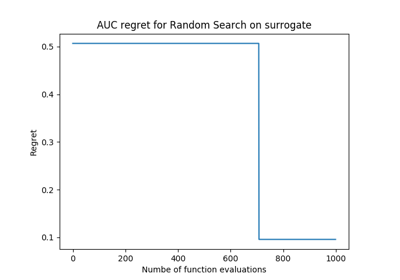 AUC regret for Random Search on surrogate
0.5
0.4
0.3
0.2
0.1
Regret
0 200 400 600 800 1000
Numbe of function evaluations